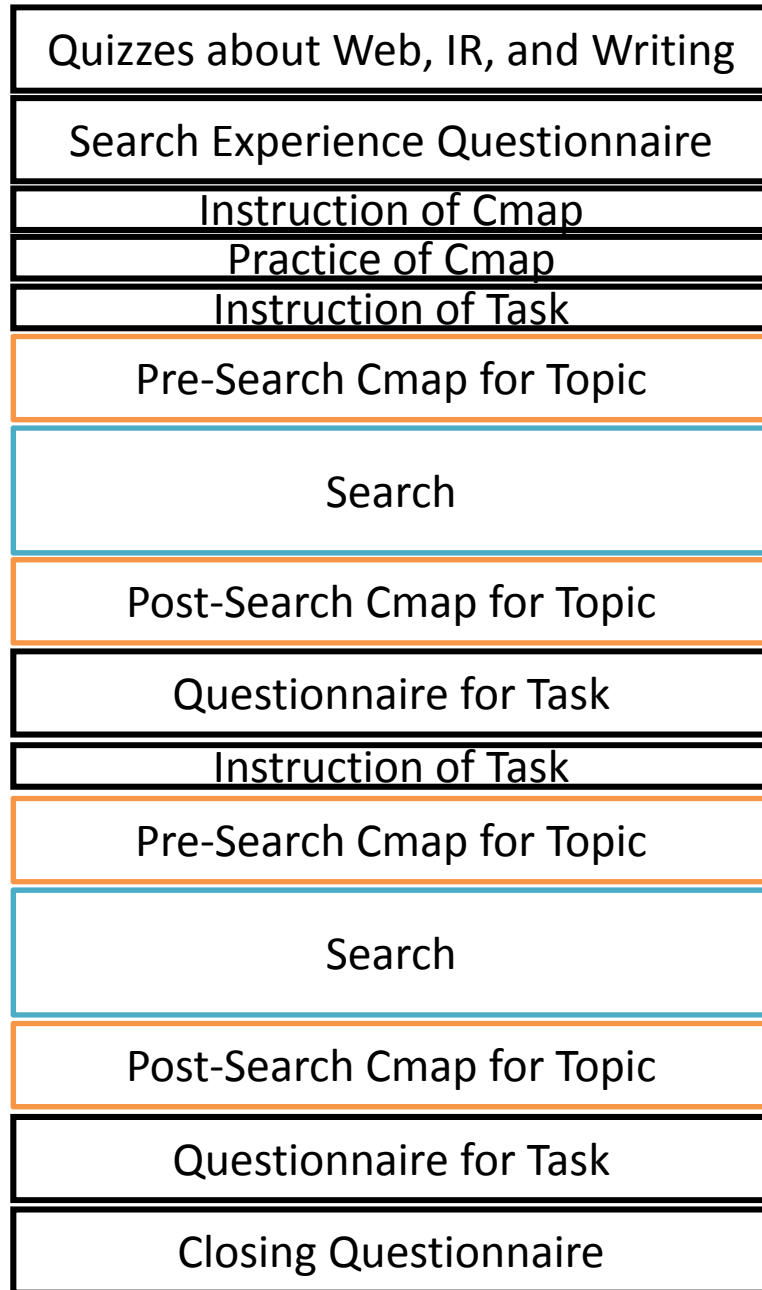 Quizzes about Web, IR, and Writing
Search Experience Questionnaire
Instruction of Cmap
Practice of Cmap
Instruction of Task
Pre-Search Cmap for Topic
Search
Post-Search Cmap for Topic
Questionnaire for Task
Instruction of Task
Pre-Search Cmap for Topic
Search
Post-Search Cmap for Topic
Questionnaire for Task
Closing Questionnaire